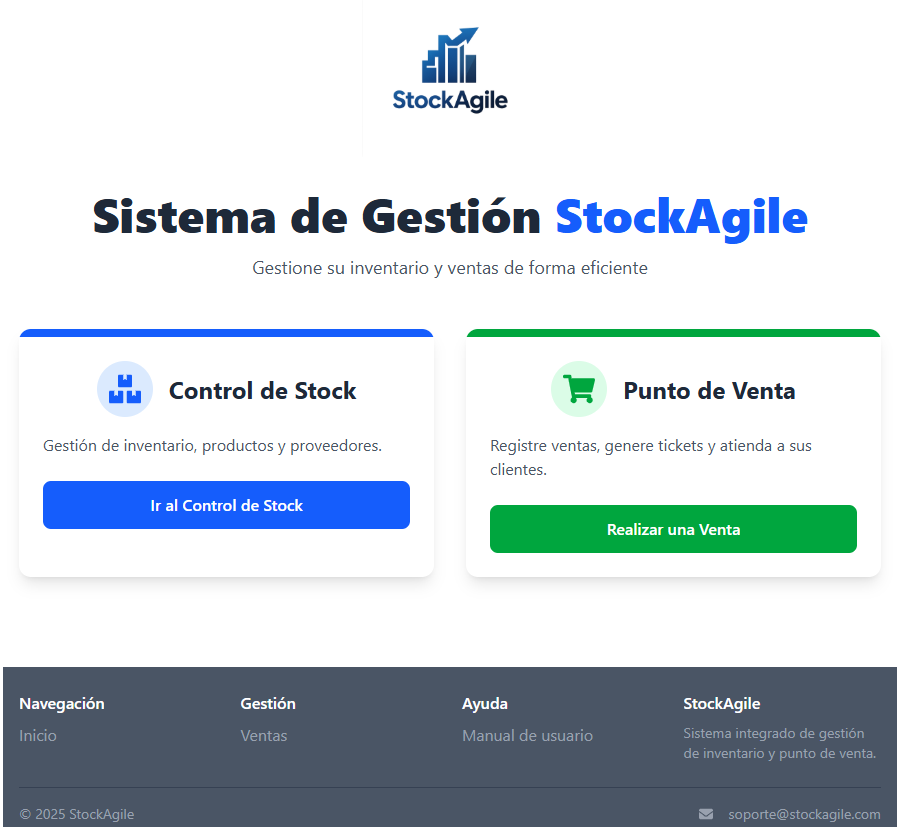 StockAgile
Sistema de Gestión StockAgile
Gestione su inventario y ventas de forma eficiente
Control de Stock
Gestión de inventario, productos y proveedores.
Ir al Control de Stock
Punto de Venta
Registre ventas, genere tickets y atienda a sus
clientes.
Realizar una Venta
Navegación
Inicio
Gestión
Ventas
Ayuda
Manual de usuario
StockAgile
Sistema integrado de gestión
de inventario y punto de venta.
© 2025 StockAgile
soporte@stockagile.com